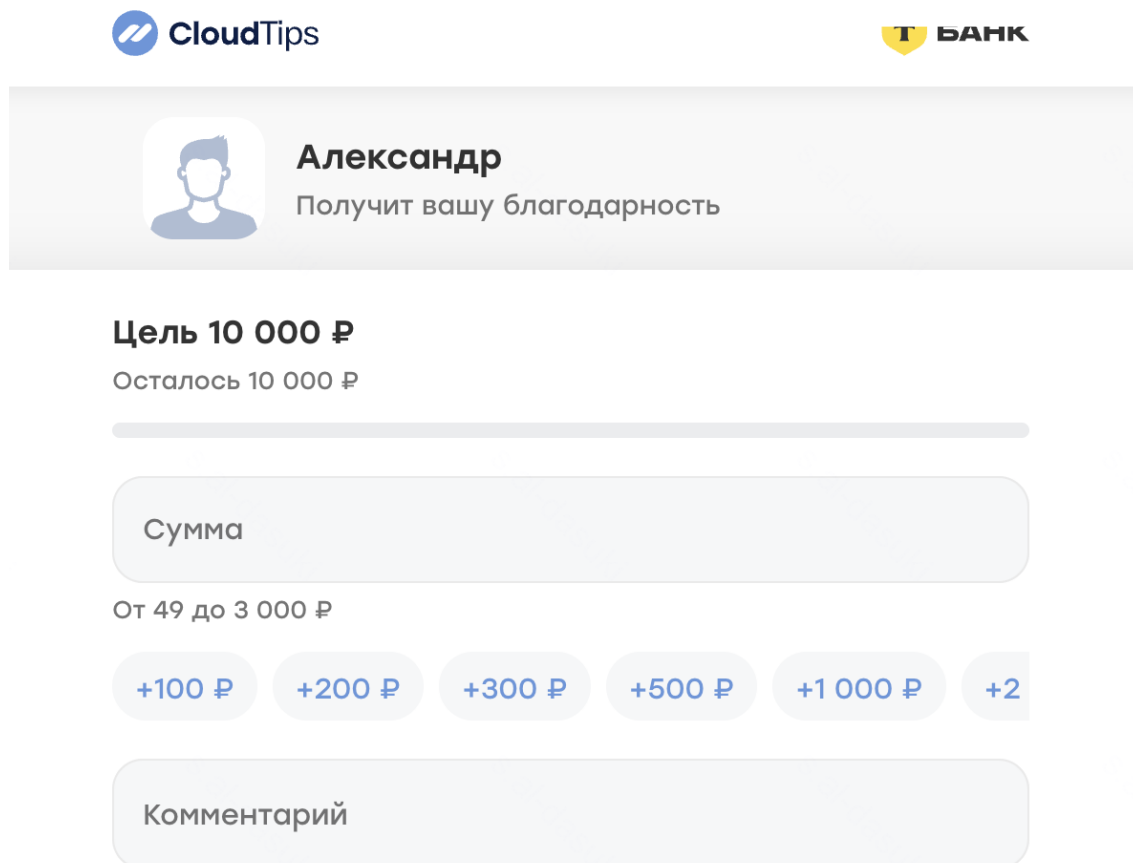 CloudTips
Т БАНК
Александр
Получит вашу благодарность
Цель 10 000 ₽
Осталось 10 000 ₽
Сумма
От 49 до 3 000 ₽
+100 ₽ +200 ₽ +300 ₽ +500 ₽ +1 000 ₽ +2
Комментарий